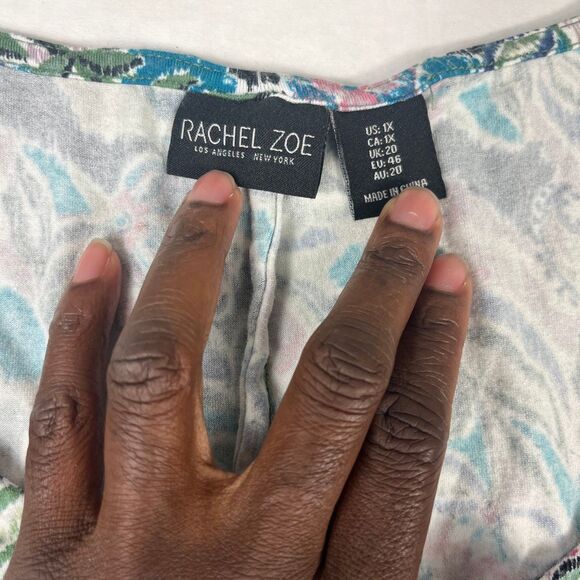 RACHEL ZOE
LOS ANGELES NEW YORK
US: 1X
CA: 1X
UK: 20
EU: 46
AU: 20
MADE IN CHINA